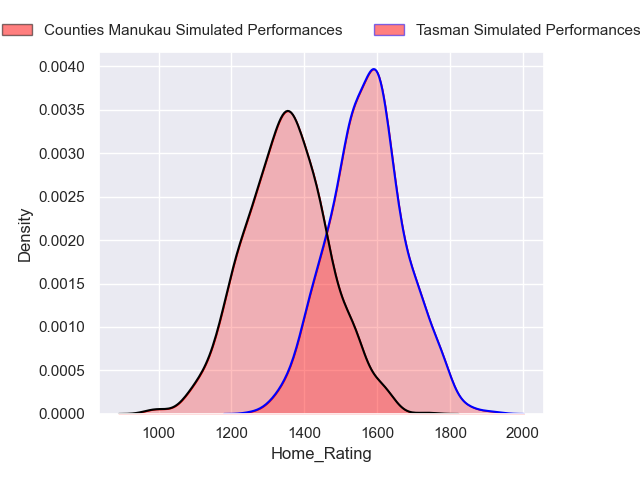 Counties Manukau Simulated Performances Tasman Simulated Performances
0.0040
0.0035
0.0030
0.0025
0.0020
0.0015
0.0010
0.0005
0.0000
Density
1000 1200 1400 1600 1800 2000
Home_Rating